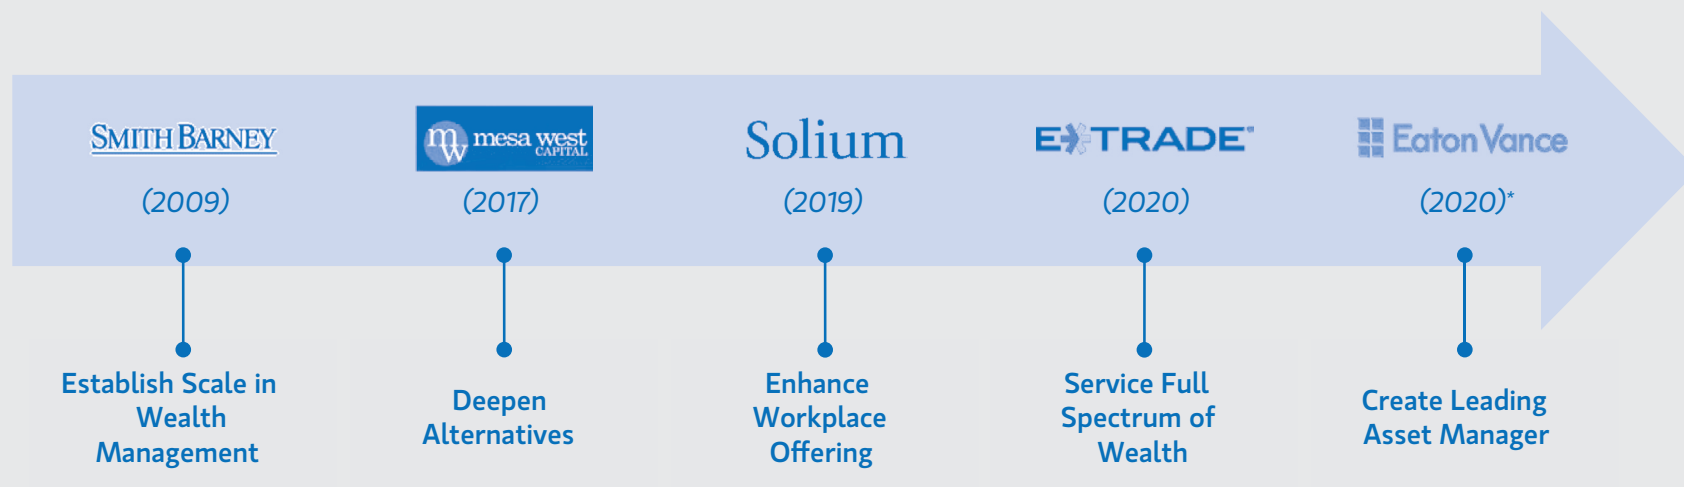 SMITH BARNEY
(2009)
Establish Scale in
Wealth
Management
mw mesa west
CAPITAL
(2017)
Deepen
Alternatives
Solium
(2019)
Enhance
Workplace
Offering
E*TRADE®
(2020)
Service Full
Spectrum of
Wealth
Eaton Vance
(2020)*
Create Leading
Asset Manager